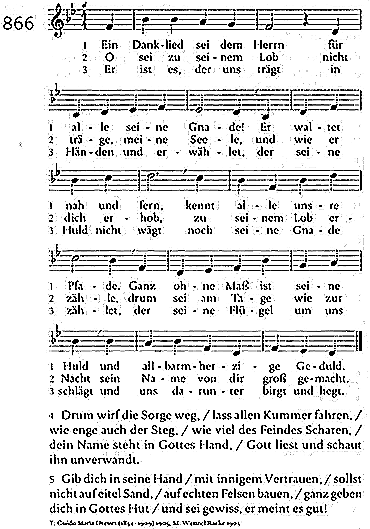 866
1 Ein Dank-lied sei dem Herrn für
2 O sei zu sei-nem Lob nicht
3 Er ist es, der uns trägt in
1 al-le sei-ne Gna-de! Er wal-tet
2 trä-ge, mei-ne See-le, und wie er
3 Hän-den und er-wäh-let, der sei-ne
1 nah und fern, kennt al-le uns-re
2 dich er-hob, zu sei-nem Lob er-
3 Huld nicht wägt noch sei-ne Gna-de
1 Pfa-de. Ganz oh-ne Maß ist sei-ne
2 zäh-le, drum sei am Ta-ge wie zur
3 zäh-let, der sei-ne Flü-gel um uns
1 Huld und all-barm-her-zi-ge Ge-duld.
2 Nacht sein Na-me von dir groß ge-macht.
3 schlägt und uns da-run-ter birgt und hegt.
4 Drum wirf die Sorge weg, / lass allen Kummer fahren, /
wie enge auch der Steg, / wie viel des Feindes Scharen, /
dein Name steht in Gottes Hand, / Gott liest und schaut
ihn unverwandt.
5 Gib dich in seine Hand / mit innigem Vertrauen, / sollst
nicht auf eitel Sand, / auf echten Felsen bauen, / ganz geben
dich in Gottes Hut / und sei gewiss, er meint es gut!
T: Guido Maria Dreves (1854-1909) 1905, M: Wenzel 1903